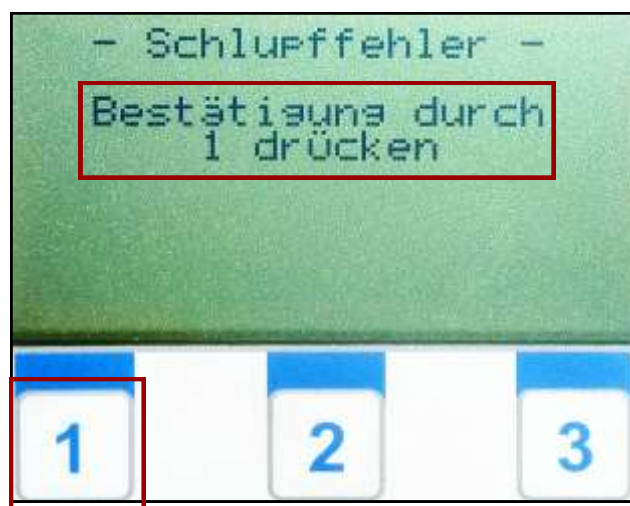 - Schlupffehler -
Bestätigung durch
1 drücken
1 2 3